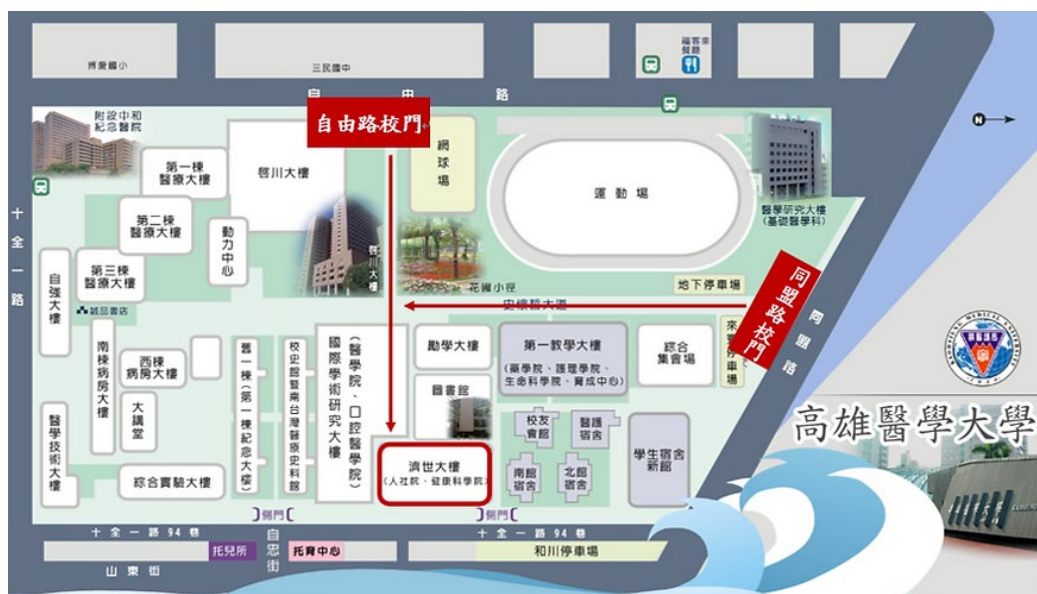 博愛國小
三民國中
福客來
餐廳
自 由 路
附設中和
紀念醫院
自由路校門
網
球
場
運 動 場
醫學研究大樓
(基礎醫學科)
N
第一棟
醫療大樓
啓川大樓
第二棟
醫療大樓
動力中心
第三棟
醫療大樓
啓川大樓
花園小徑
地下停車場
史懷哲大道
同盟路校門
同盟路
十全一路
自強大樓
誠品書店
南棟病房大樓
西棟
病房大樓
大講堂
醫學技術大樓
綜合實驗大樓
舊一棟(第一棟紀念大樓)
校史館暨南台灣醫療史料館
國際學術研究大樓
(醫學院、口腔醫學院)
勵學大樓
圖書館
第一教學大樓
(藥學院、護理學院、
生命科學院、育成中心)
綜合
集會場
校友
會館
醫護
宿舍
南館
宿舍
北館
宿舍
學生宿舍
新館
濟世大樓
(人社院、健康科學院)
側門
側門
十全一路94巷
十全一路94巷
自忠街
托兒所
托育中心
和川停車場
山東街
高雄醫學大學